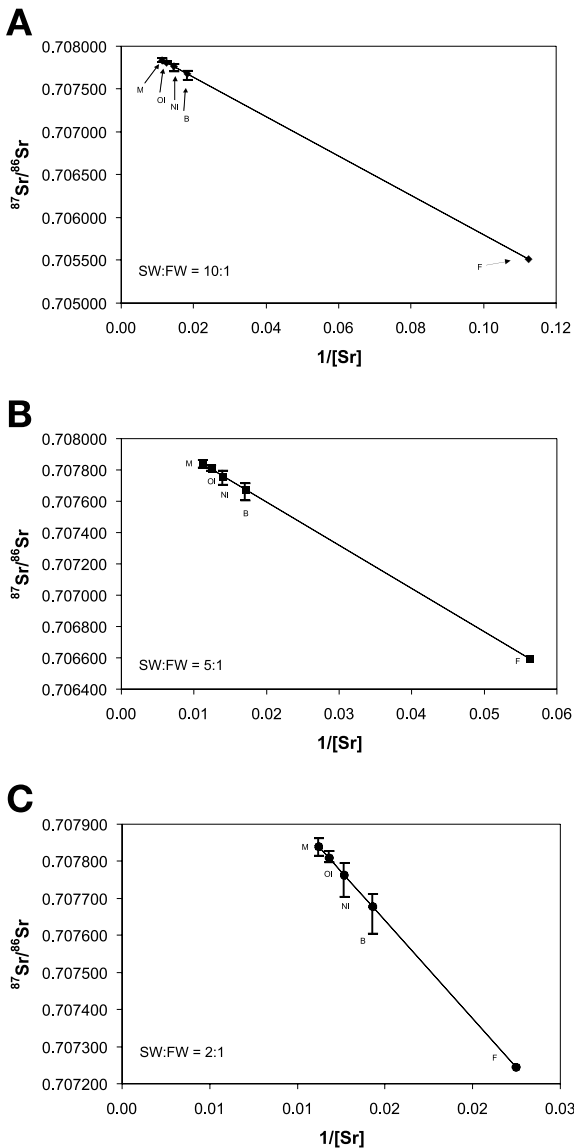 A
0.708000
0.707500
0.707000
0.706500
0.706000
0.705500
0.705000
⁸⁷Sr/⁸⁶Sr
M
OI
NI
B
F
SW:FW = 10:1
0.00 0.02 0.04 0.06 0.08 0.10 0.12
1/[Sr]
B
0.708000
0.707800
0.707600
0.707400
0.707200
0.707000
0.706800
0.706600
0.706400
⁸⁷Sr/⁸⁶Sr
M
OI
NI
B
F
SW:FW = 5:1
0.00 0.01 0.02 0.03 0.04 0.05 0.06
1/[Sr]
C
0.707900
0.707800
0.707700
0.707600
0.707500
0.707400
0.707300
0.707200
⁸⁷Sr/⁸⁶Sr
M
OI
NI
B
F
SW:FW = 2:1
0.00 0.01 0.01 0.02 0.02 0.03
1/[Sr]